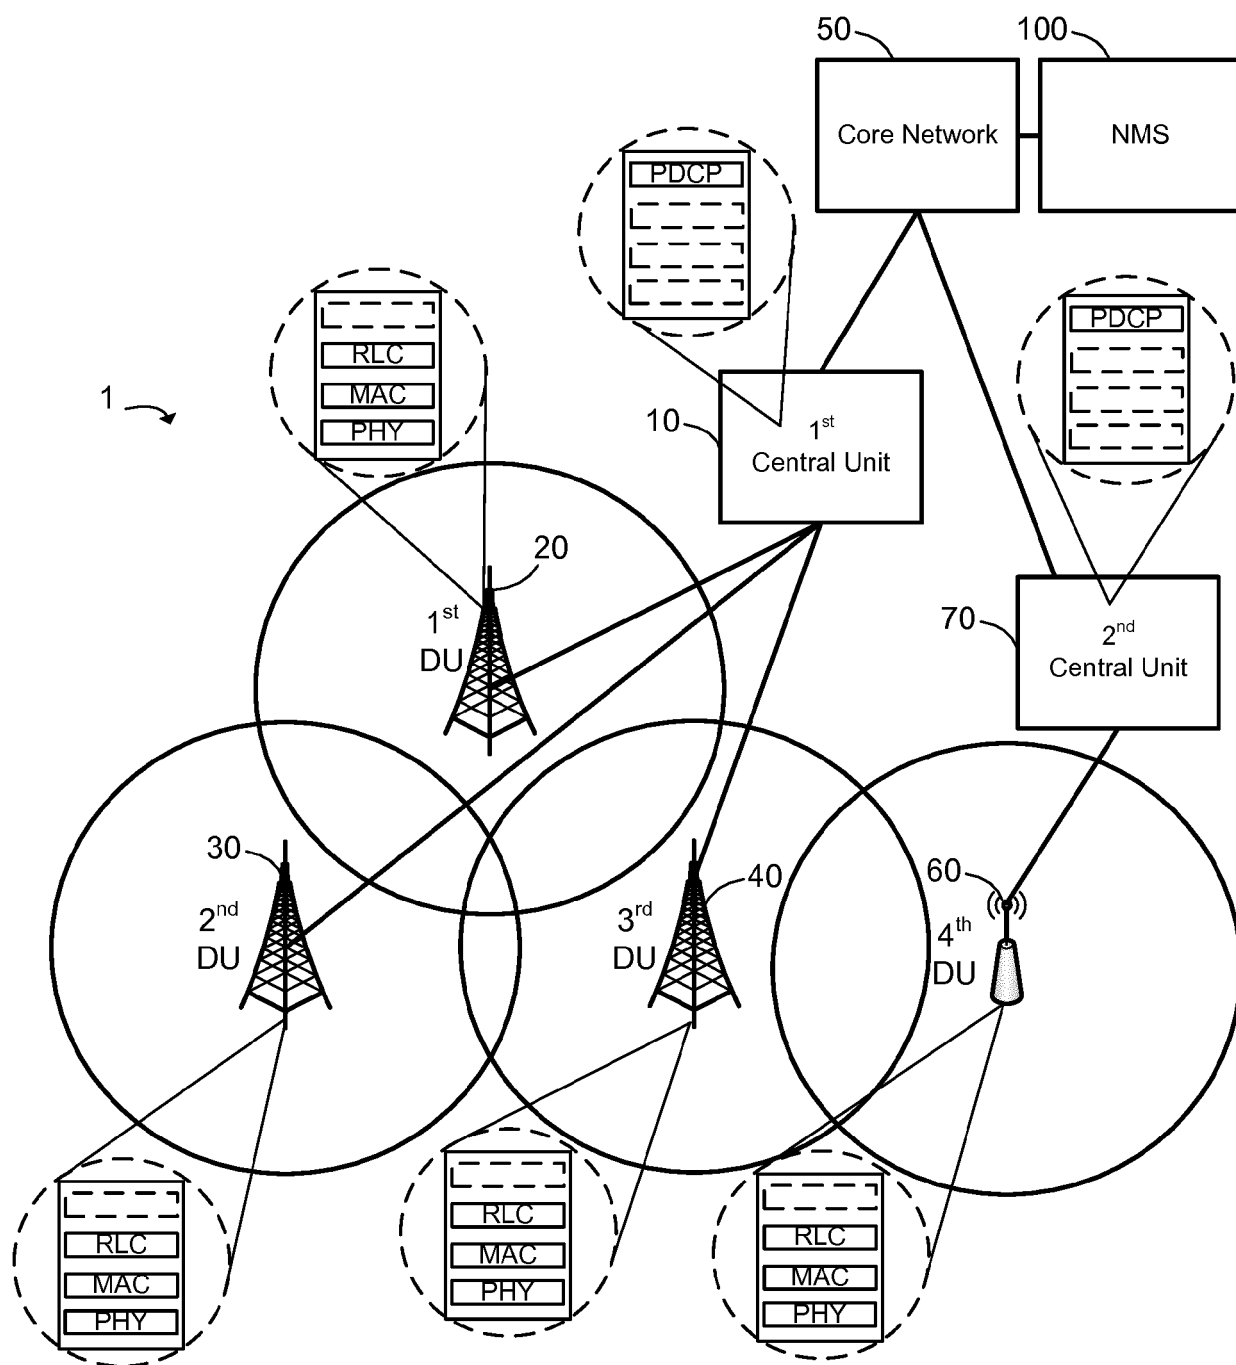 50
100
Core Network
NMS
PDCP
PDCP
RLC
MAC
PHY
1
10
1st
Central Unit
20
1st
DU
70
2nd
Central Unit
30
2nd
DU
40
3rd
DU
60
4th
DU
RLC
MAC
PHY
RLC
MAC
PHY
RLC
MAC
PHY